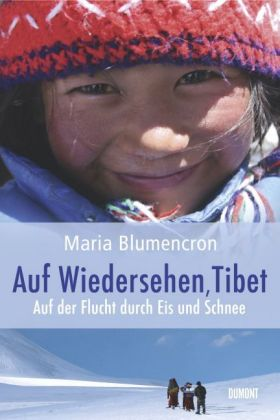 Maria Blumencron
Auf Wiedersehen, Tibet
Auf der Flucht durch Eis und Schnee
DUMONT